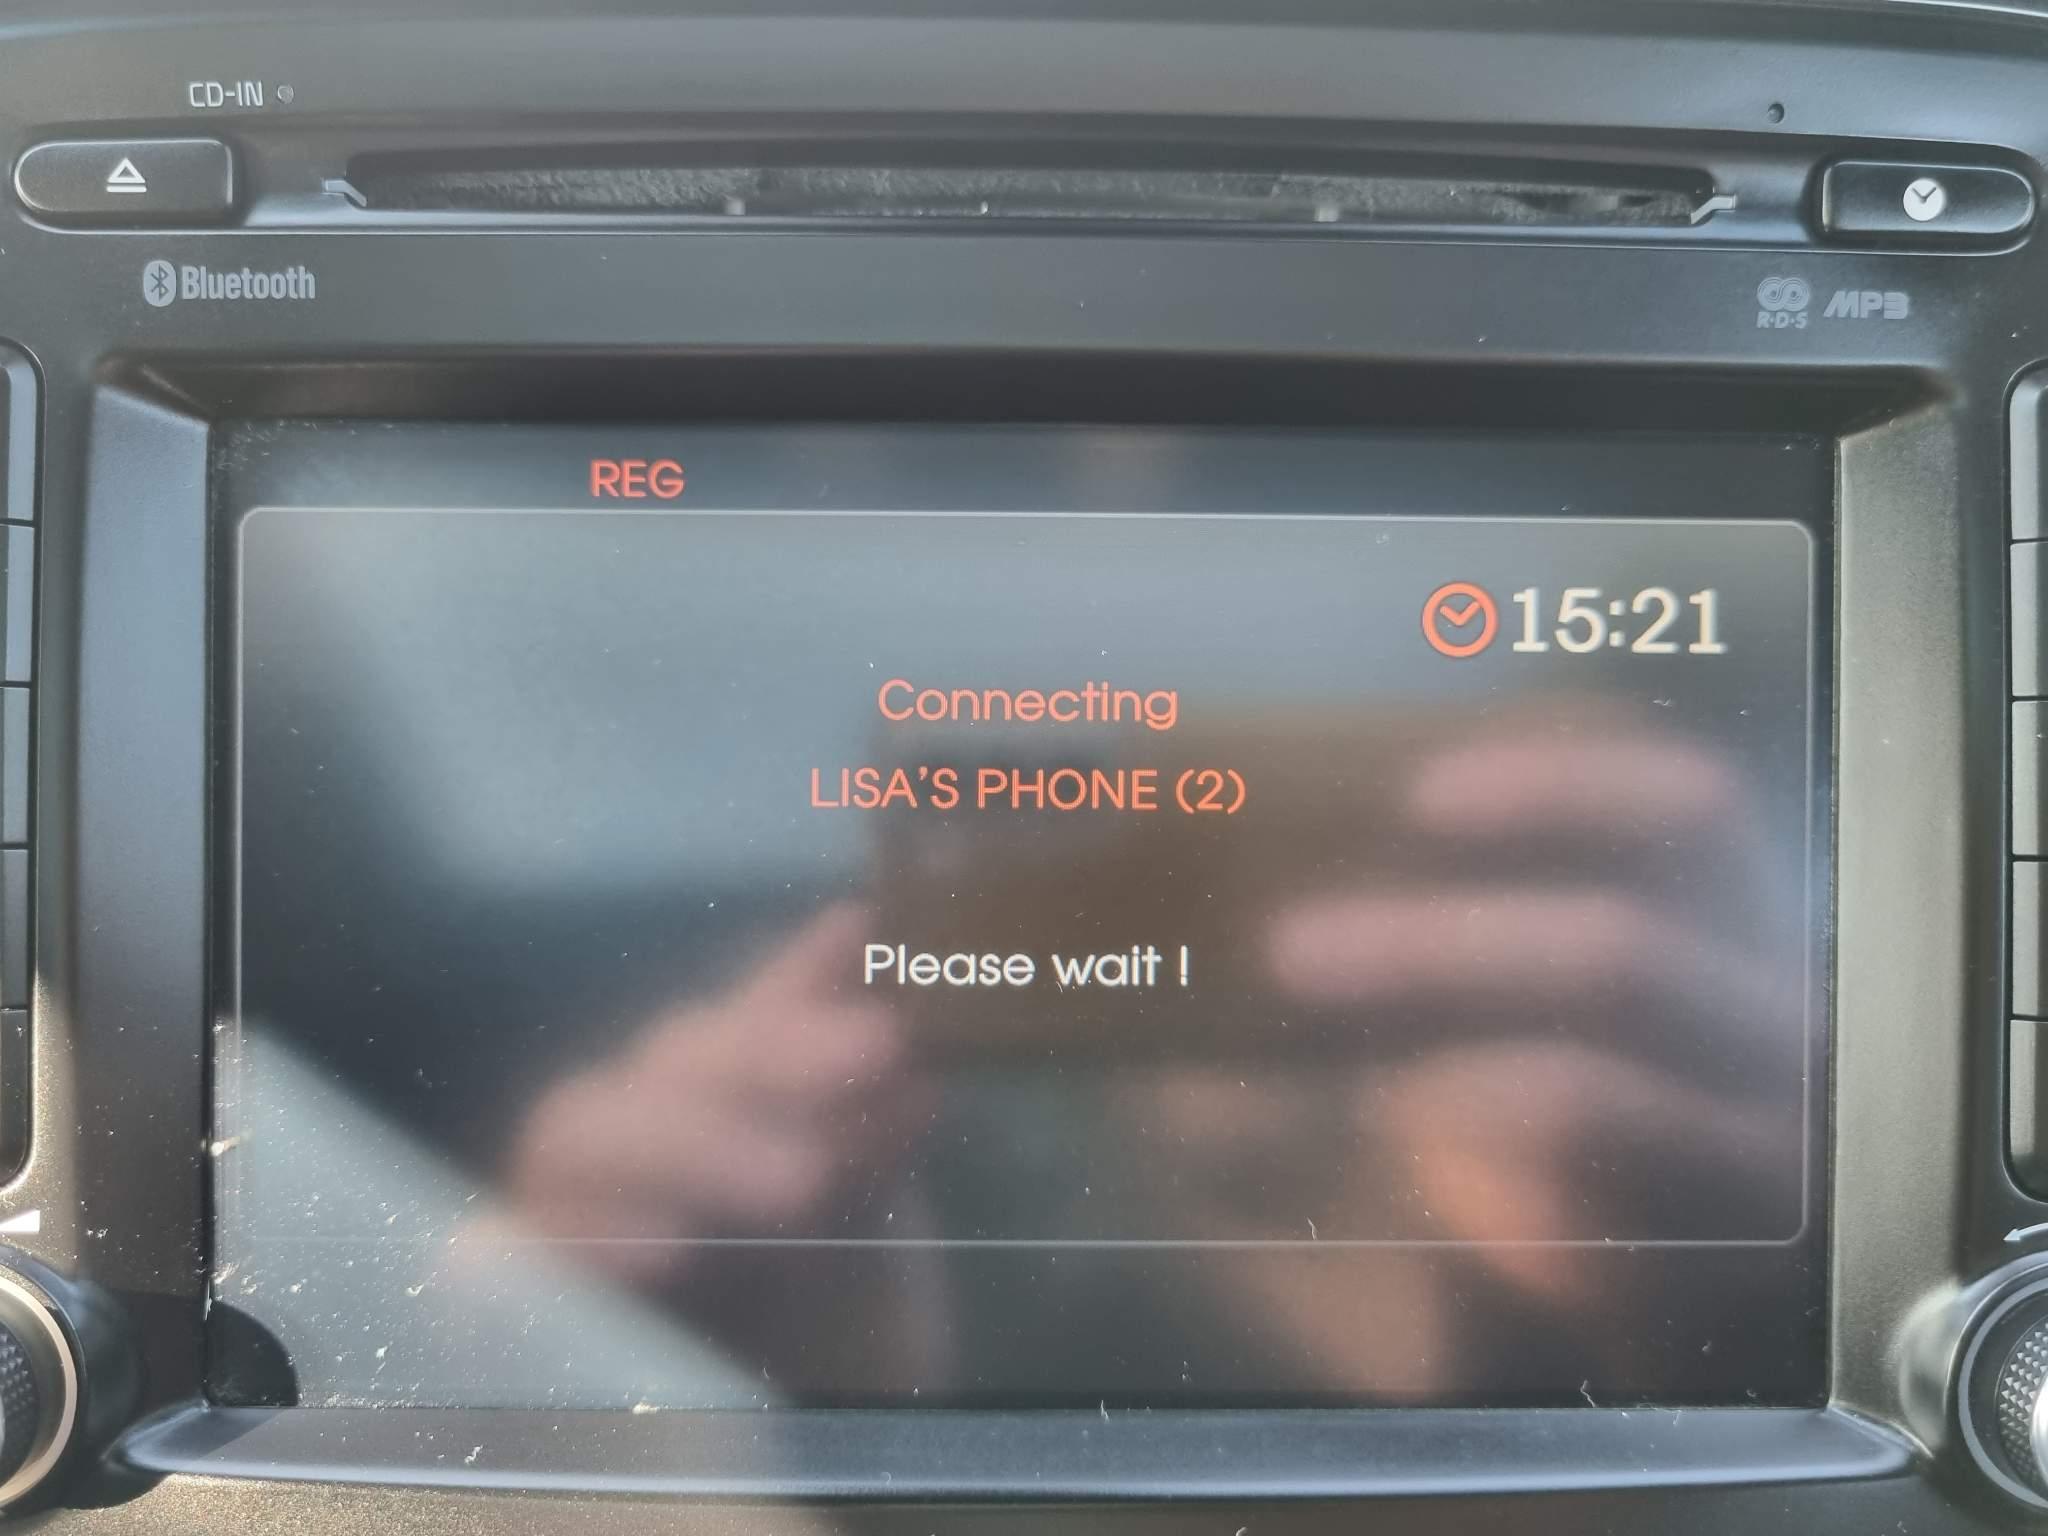 CD-IN
Bluetooth
R·D·S MP3
REG
15:21
Connecting
LISA'S PHONE (2)
Please wait !